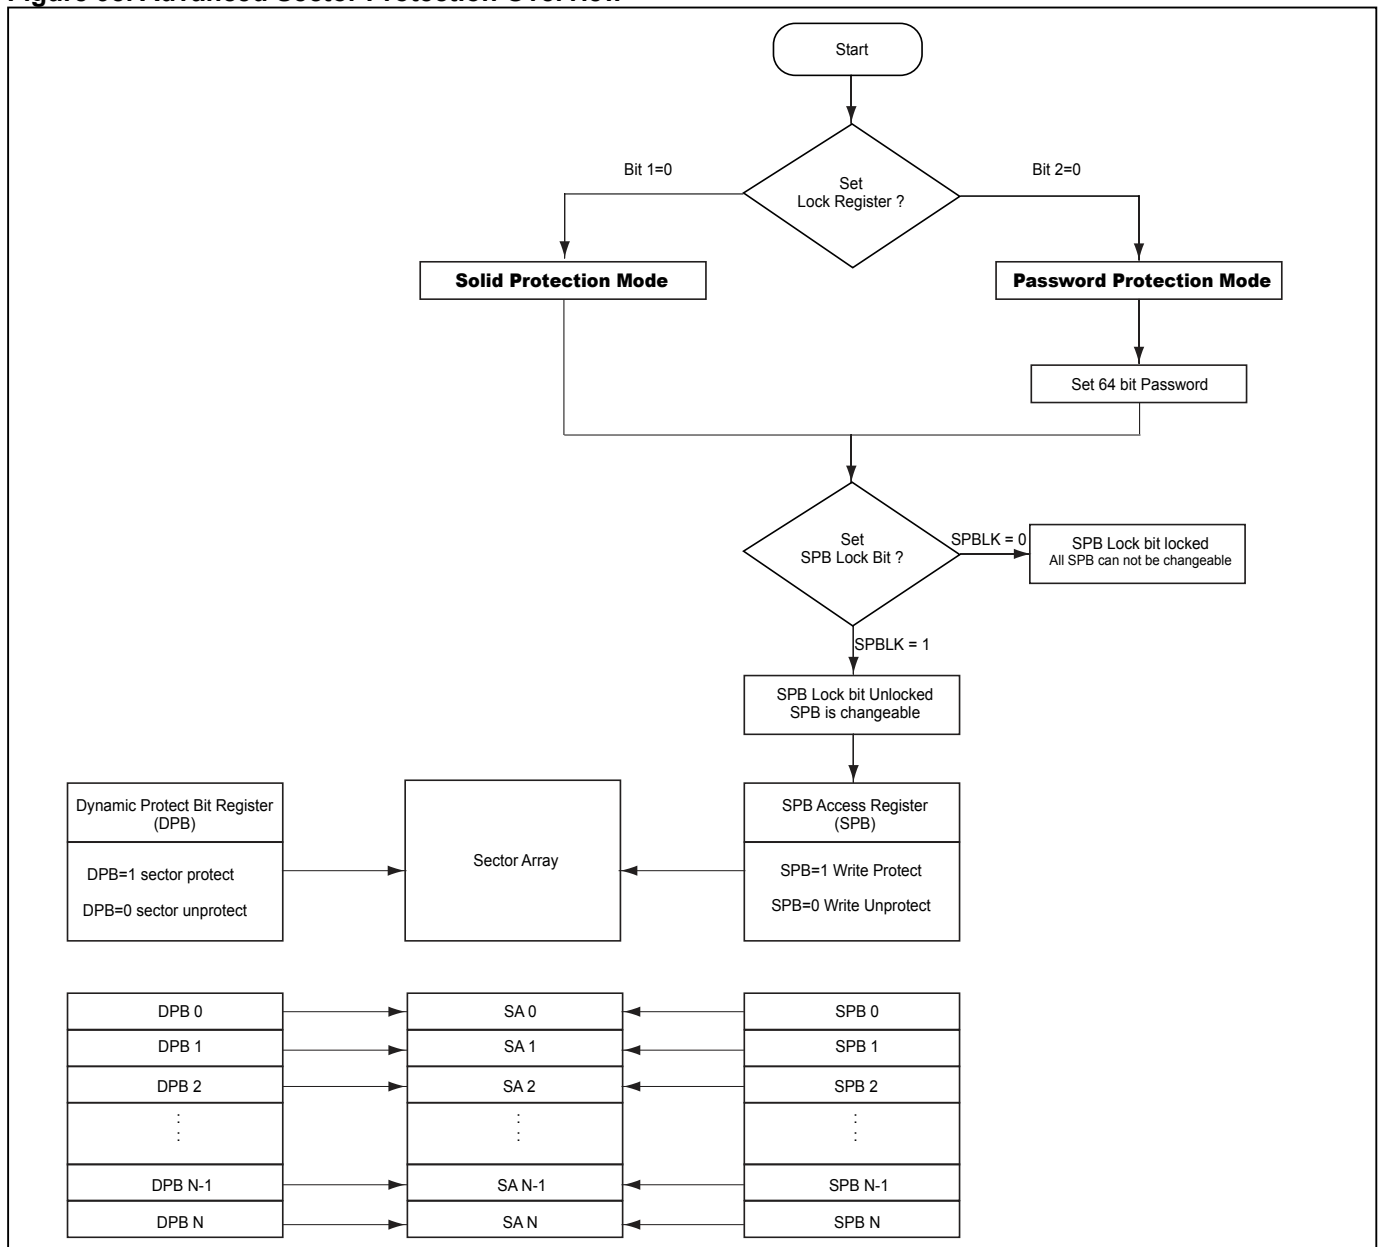 Start
Set
Lock Register ?
Bit 1=0
Bit 2=0
Solid Protection Mode
Password Protection Mode
Set 64 bit Password
Set
SPB Lock Bit ?
SPBLK = 0
SPB Lock bit locked
All SPB can not be changeable
SPBLK = 1
SPB Lock bit Unlocked
SPB is changeable
Dynamic Protect Bit Register
(DPB)
DPB=1 sector protect
DPB=0 sector unprotect
Sector Array
SPB Access Register
(SPB)
SPB=1 Write Protect
SPB=0 Write Unprotect
DPB 0
SA 0
SPB 0
DPB 1
SA 1
SPB 1
DPB 2
SA 2
SPB 2
DPB N-1
SA N-1
SPB N-1
DPB N
SA N
SPB N